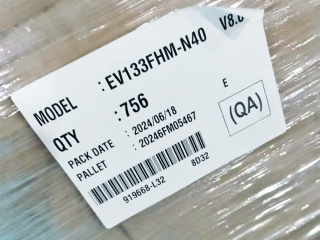 V8.0
MODEL : EV133FHM-N40
QTY : 756
PACK DATE : 2024/06/18
PALLET : 20246FM05467
E
(QA)
919668-L32 8D32